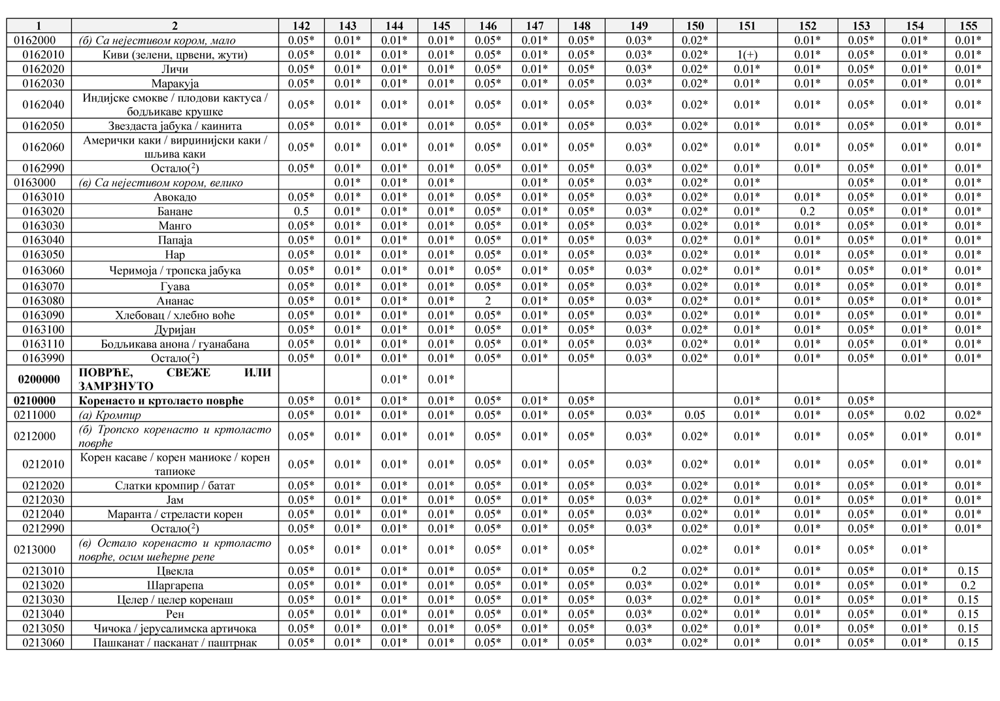 1 2 142 143 144 145 146 147 148 149 150 151 152 153 154 155
0162000 (б) Са нејестивом кором, мало 0.05* 0.01* 0.01* 0.01* 0.05* 0.01* 0.05* 0.03* 0.02* 0.01* 0.05* 0.01* 0.01*
0162010 Киви (зелени, црвени, жути) 0.05* 0.01* 0.01* 0.01* 0.05* 0.01* 0.05* 0.03* 0.02* 1(+) 0.01* 0.05* 0.01* 0.01*
0162020 Личи 0.05* 0.01* 0.01* 0.01* 0.05* 0.01* 0.05* 0.03* 0.02* 0.01* 0.01* 0.05* 0.01* 0.01*
0162030 Маракуја 0.05* 0.01* 0.01* 0.01* 0.05* 0.01* 0.05* 0.03* 0.02* 0.01* 0.01* 0.05* 0.01* 0.01*
0162040 Индијске смокве / плодови кактуса /
бодљикаве крушке 0.05* 0.01* 0.01* 0.01* 0.05* 0.01* 0.05* 0.03* 0.02* 0.01* 0.01* 0.05* 0.01* 0.01*
0162050 Звездаста јабука / каинита 0.05* 0.01* 0.01* 0.01* 0.05* 0.01* 0.05* 0.03* 0.02* 0.01* 0.01* 0.05* 0.01* 0.01*
0162060 Амерички каки / вирџинијски каки /
шљива каки 0.05* 0.01* 0.01* 0.01* 0.05* 0.01* 0.05* 0.03* 0.02* 0.01* 0.01* 0.05* 0.01* 0.01*
0162990 Остало(²) 0.05* 0.01* 0.01* 0.01* 0.05* 0.01* 0.05* 0.03* 0.02* 0.01* 0.01* 0.05* 0.01* 0.01*
0163000 (в) Са нејестивом кором, велико 0.01* 0.01* 0.01* 0.01* 0.05* 0.03* 0.02* 0.01* 0.05* 0.01* 0.01*
0163010 Авокадо 0.05* 0.01* 0.01* 0.01* 0.05* 0.01* 0.05* 0.03* 0.02* 0.01* 0.01* 0.05* 0.01* 0.01*
0163020 Банане 0.5 0.01* 0.01* 0.01* 0.05* 0.01* 0.05* 0.03* 0.02* 0.01* 0.2 0.05* 0.01* 0.01*
0163030 Манго 0.05* 0.01* 0.01* 0.01* 0.05* 0.01* 0.05* 0.03* 0.02* 0.01* 0.01* 0.05* 0.01* 0.01*
0163040 Папаја 0.05* 0.01* 0.01* 0.01* 0.05* 0.01* 0.05* 0.03* 0.02* 0.01* 0.01* 0.05* 0.01* 0.01*
0163050 Нар 0.05* 0.01* 0.01* 0.01* 0.05* 0.01* 0.05* 0.03* 0.02* 0.01* 0.01* 0.05* 0.01* 0.01*
0163060 Черимоја / тропска јабука 0.05* 0.01* 0.01* 0.01* 0.05* 0.01* 0.05* 0.03* 0.02* 0.01* 0.01* 0.05* 0.01* 0.01*
0163070 Гуава 0.05* 0.01* 0.01* 0.01* 0.05* 0.01* 0.05* 0.03* 0.02* 0.01* 0.01* 0.05* 0.01* 0.01*
0163080 Ананас 0.05* 0.01* 0.01* 0.01* 2 0.01* 0.05* 0.03* 0.02* 0.01* 0.01* 0.05* 0.01* 0.01*
0163090 Хлебовац / хлебно воће 0.05* 0.01* 0.01* 0.01* 0.05* 0.01* 0.05* 0.03* 0.02* 0.01* 0.01* 0.05* 0.01* 0.01*
0163100 Дуријан 0.05* 0.01* 0.01* 0.01* 0.05* 0.01* 0.05* 0.03* 0.02* 0.01* 0.01* 0.05* 0.01* 0.01*
0163110 Бодљикава анона / гуанабана 0.05* 0.01* 0.01* 0.01* 0.05* 0.01* 0.05* 0.03* 0.02* 0.01* 0.01* 0.05* 0.01* 0.01*
0163990 Остало(²) 0.05* 0.01* 0.01* 0.01* 0.05* 0.01* 0.05* 0.03* 0.02* 0.01* 0.01* 0.05* 0.01* 0.01*
0200000 ПОВРЋЕ, СВЕЖЕ ИЛИ
ЗАМРЗНУТО 0.01* 0.01*
0210000 Коренасто и кртоласто поврће 0.05* 0.01* 0.01* 0.01* 0.05* 0.01* 0.05* 0.01* 0.01* 0.05*
0211000 (а) Кромпир 0.05* 0.01* 0.01* 0.01* 0.05* 0.01* 0.05* 0.03* 0.05 0.01* 0.01* 0.05* 0.02 0.02*
0212000 (б) Тропско коренасто и кртоласто
поврће 0.05* 0.01* 0.01* 0.01* 0.05* 0.01* 0.05* 0.03* 0.02* 0.01* 0.01* 0.05* 0.01* 0.01*
0212010 Корен касаве / корен маниоке / корен
тапиоке 0.05* 0.01* 0.01* 0.01* 0.05* 0.01* 0.05* 0.03* 0.02* 0.01* 0.01* 0.05* 0.01* 0.01*
0212020 Слатки кромпир / батат 0.05* 0.01* 0.01* 0.01* 0.05* 0.01* 0.05* 0.03* 0.02* 0.01* 0.01* 0.05* 0.01* 0.01*
0212030 Јам 0.05* 0.01* 0.01* 0.01* 0.05* 0.01* 0.05* 0.03* 0.02* 0.01* 0.01* 0.05* 0.01* 0.01*
0212040 Маранта / стреласти корен 0.05* 0.01* 0.01* 0.01* 0.05* 0.01* 0.05* 0.03* 0.02* 0.01* 0.01* 0.05* 0.01* 0.01*
0212990 Остало(²) 0.05* 0.01* 0.01* 0.01* 0.05* 0.01* 0.05* 0.03* 0.02* 0.01* 0.01* 0.05* 0.01* 0.01*
0213000 (в) Остало коренасто и кртоласто
поврће, осим шећерне репе 0.05* 0.01* 0.01* 0.01* 0.05* 0.01* 0.05* 0.02* 0.01* 0.01* 0.05* 0.01*
0213010 Цвекла 0.05* 0.01* 0.01* 0.01* 0.05* 0.01* 0.05* 0.2 0.02* 0.01* 0.01* 0.05* 0.01* 0.15
0213020 Шаргарепа 0.05* 0.01* 0.01* 0.01* 0.05* 0.01* 0.05* 0.03* 0.02* 0.01* 0.01* 0.05* 0.01* 0.2
0213030 Целер / целер коренаш 0.05* 0.01* 0.01* 0.01* 0.05* 0.01* 0.05* 0.03* 0.02* 0.01* 0.01* 0.05* 0.01* 0.15
0213040 Рен 0.05* 0.01* 0.01* 0.01* 0.05* 0.01* 0.05* 0.03* 0.02* 0.01* 0.01* 0.05* 0.01* 0.15
0213050 Чичока / јерусалимска артичока 0.05* 0.01* 0.01* 0.01* 0.05* 0.01* 0.05* 0.03* 0.02* 0.01* 0.01* 0.05* 0.01* 0.15
0213060 Пашканат / пасканат / паштрнак 0.05* 0.01* 0.01* 0.01* 0.05* 0.01* 0.05* 0.03* 0.02* 0.01* 0.01* 0.05* 0.01* 0.15